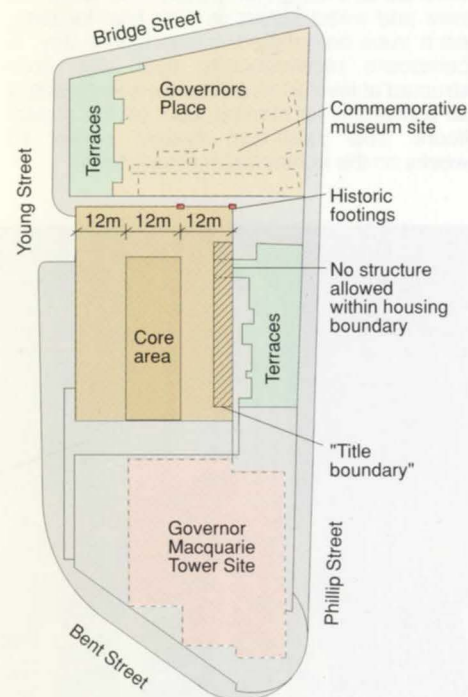 Bridge Street
Governors
Place
Terraces
Commemorative
museum site
Young Street
Historic
footings
12m 12m 12m
No structure
allowed
within housing
boundary
Core
area
Terraces
"Title
boundary"
Governor
Macquarie
Tower Site
Phillip Street
Bent Street